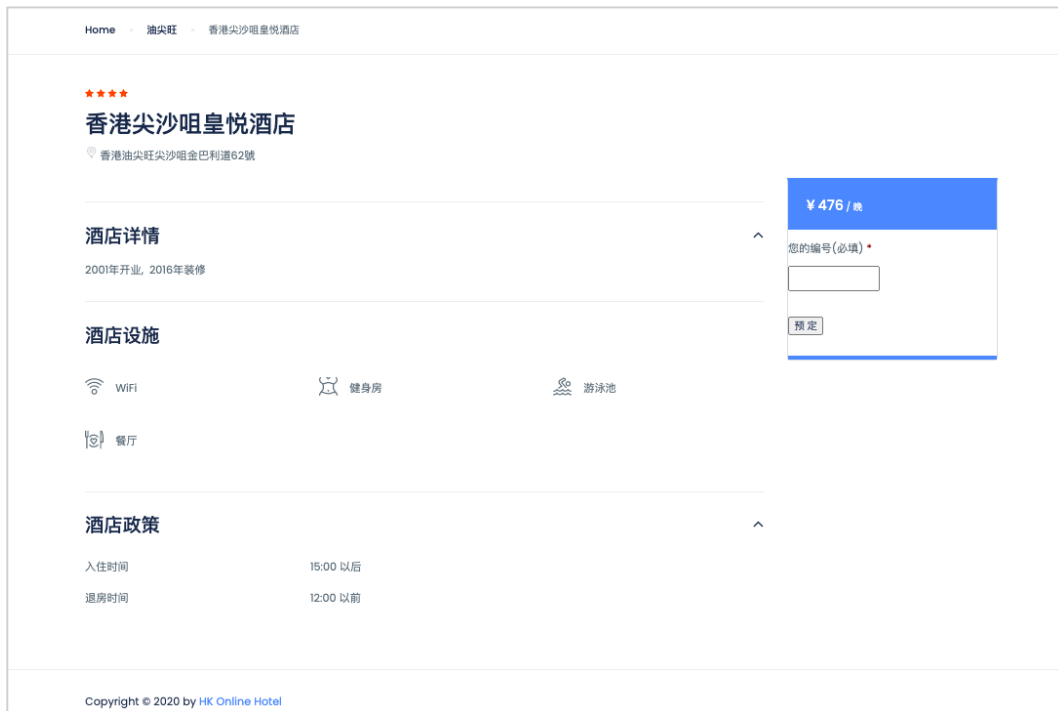 Home 油尖旺 香港尖沙咀皇悦酒店
香港尖沙咀皇悦酒店
香港油尖旺尖沙咀金巴利道62號
¥ 476 / 晚
您的编号(必填) *
预定
酒店详情
2001年开业, 2016年装修
酒店设施
WiFi 健身房 游泳池
餐厅
酒店政策
入住时间 15:00 以后
退房时间 12:00 以前
Copyright © 2020 by HK Online Hotel